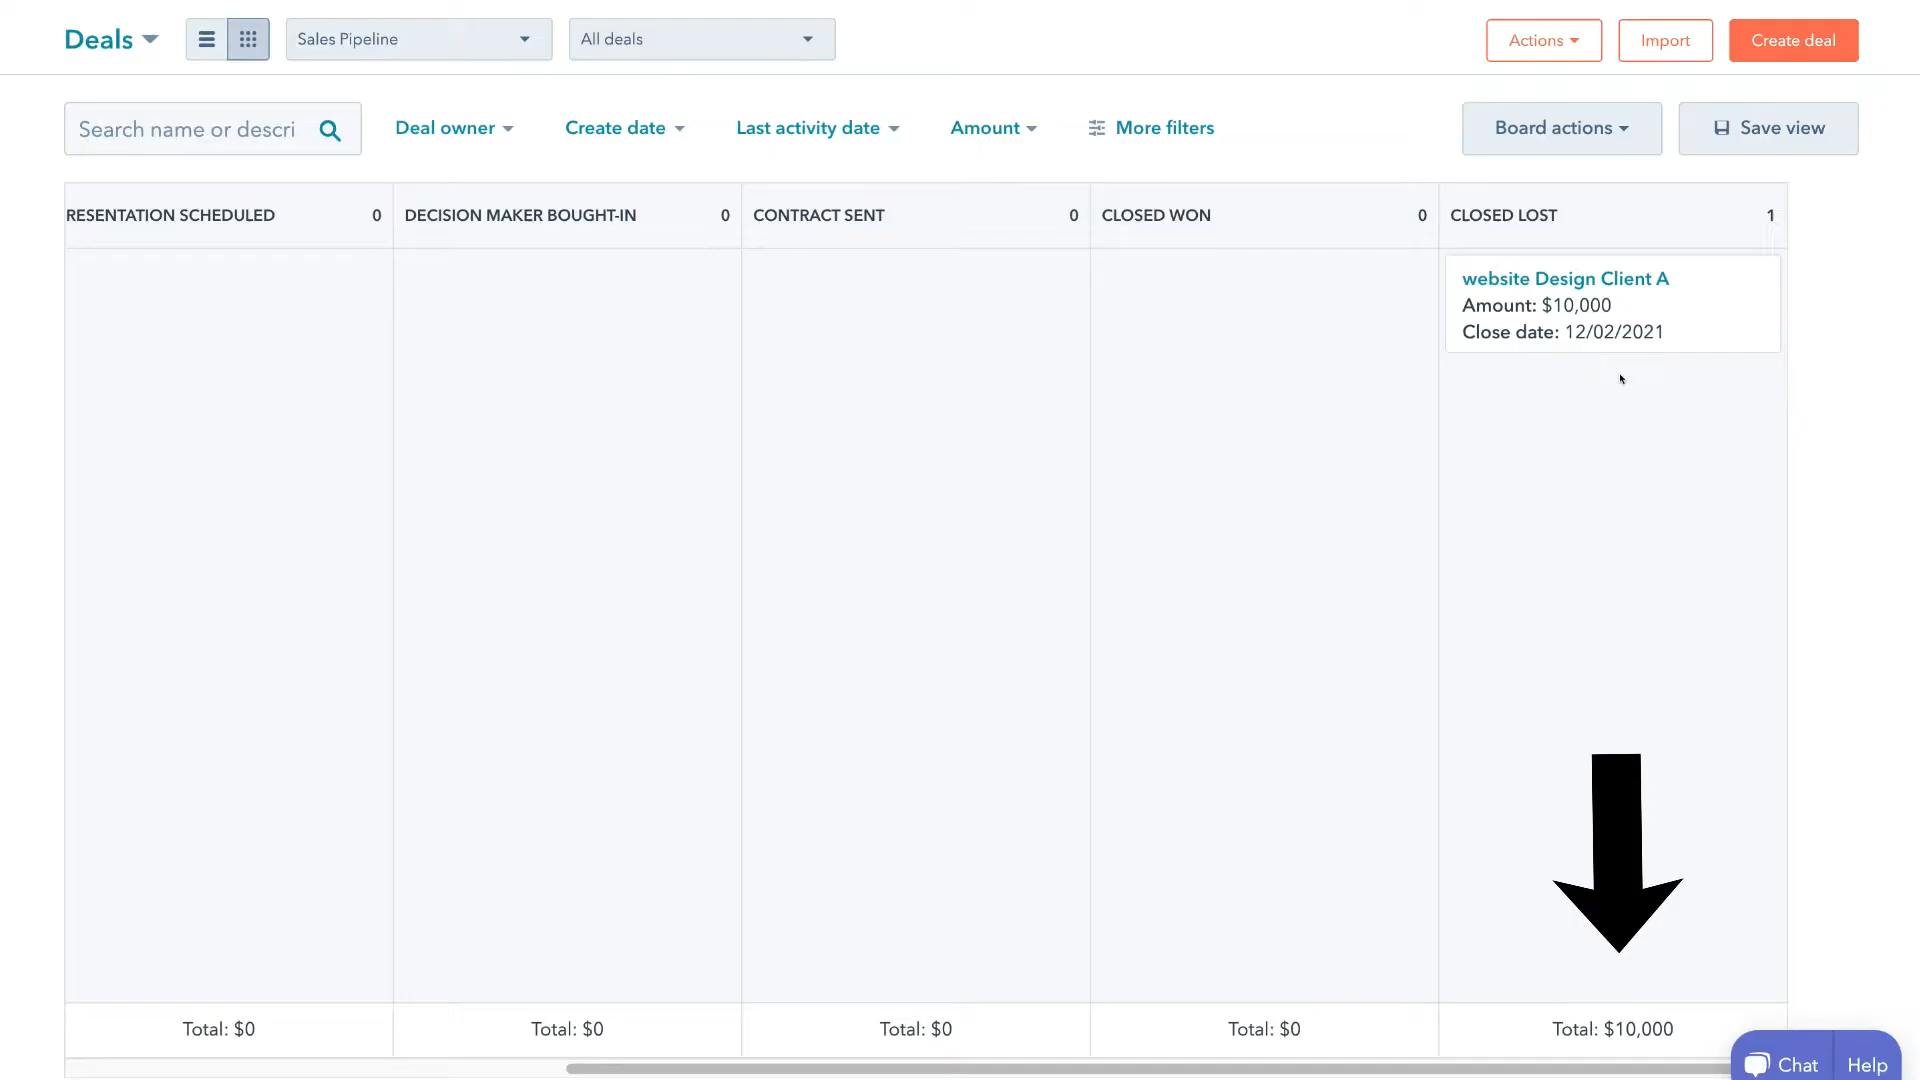 Deals
Sales Pipeline
All deals
Actions
Import
Create deal
Search name or descri
Deal owner
Create date
Last activity date
Amount
More filters
Board actions
Save view
RESENTATION SCHEDULED 0
DECISION MAKER BOUGHT-IN 0
CONTRACT SENT 0
CLOSED WON 0
CLOSED LOST 1
website Design Client A
Amount: $10,000
Close date: 12/02/2021
Total: $0
Total: $0
Total: $0
Total: $0
Total: $10,000
Chat
Help